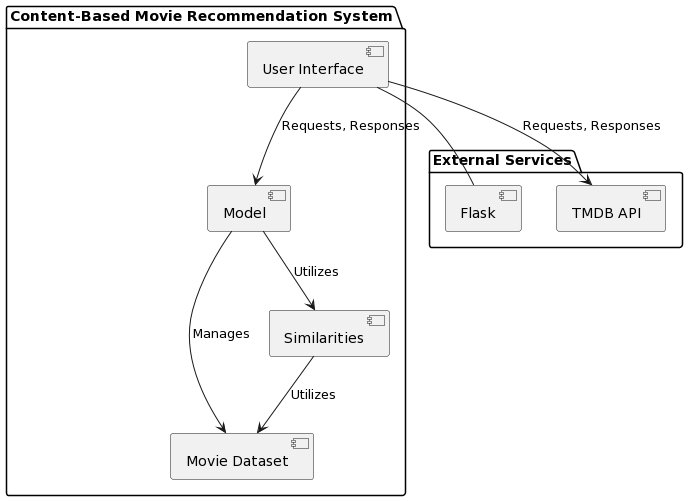 Content-Based Movie Recommendation System
User Interface
Requests, Responses
Requests, Responses
External Services
Model
Flask
TMDB API
Utilizes
Manages
Similarities
Utilizes
Movie Dataset